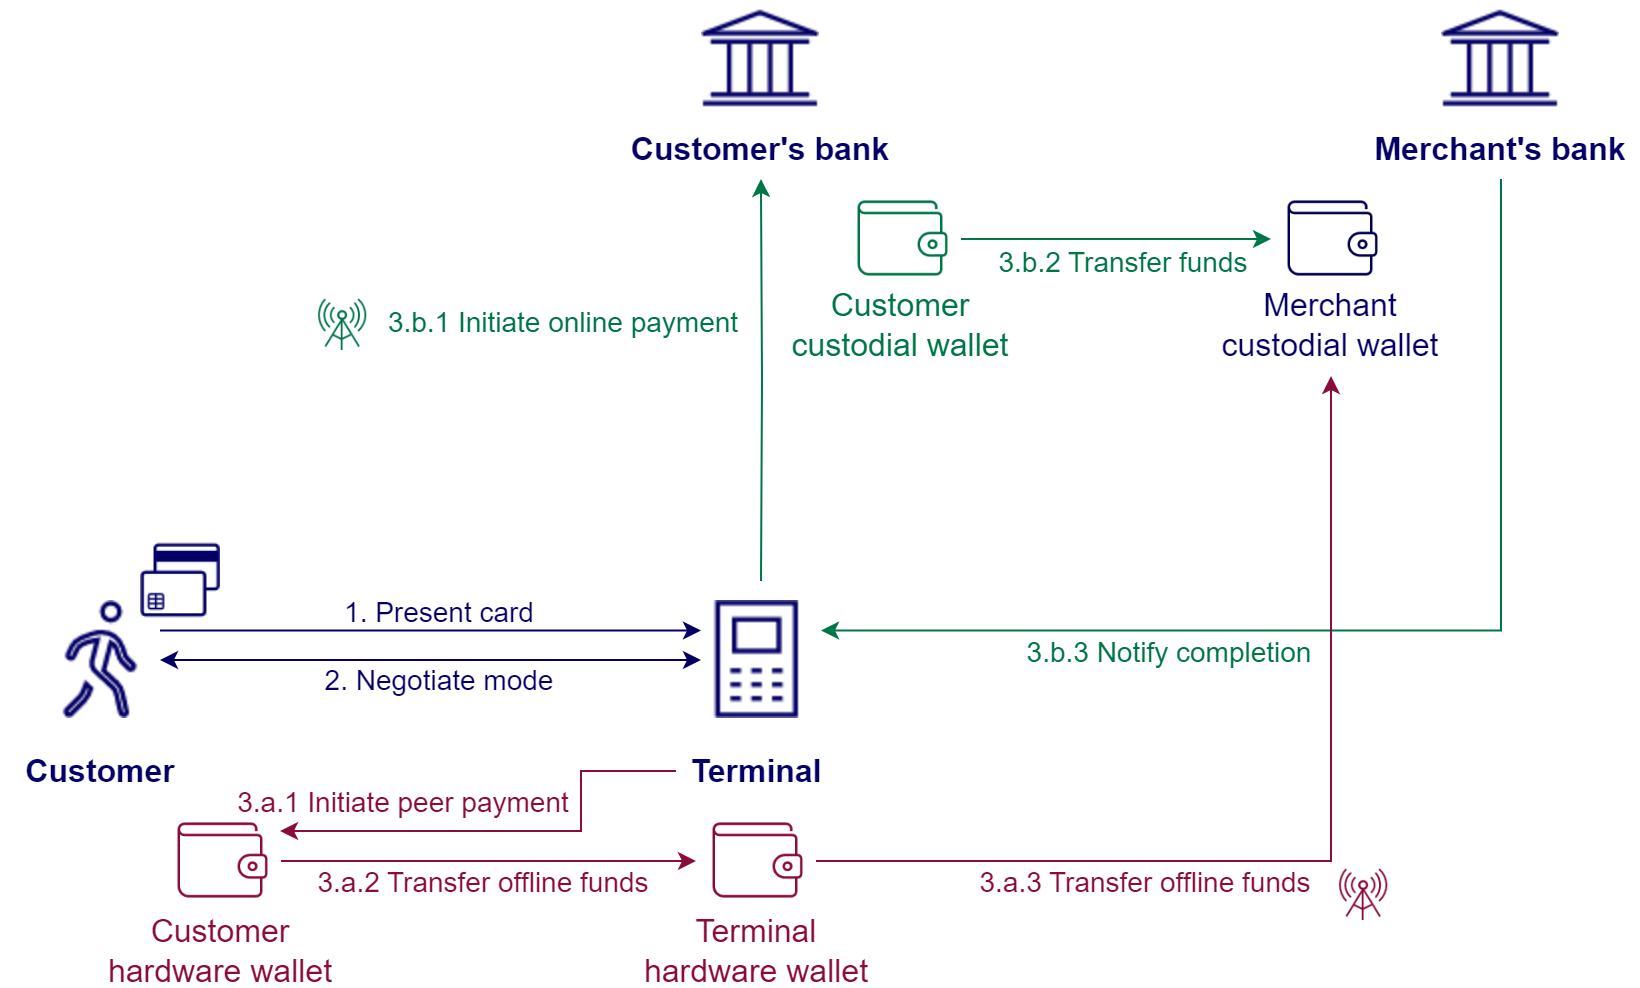 Customer's bank
Merchant's bank
3.b.2 Transfer funds
Customer
custodial wallet
Merchant
custodial wallet
3.b.1 Initiate online payment
1. Present card
2. Negotiate mode
3.b.3 Notify completion
Customer
Terminal
3.a.1 Initiate peer payment
3.a.2 Transfer offline funds
3.a.3 Transfer offline funds
Customer
hardware wallet
Terminal
hardware wallet